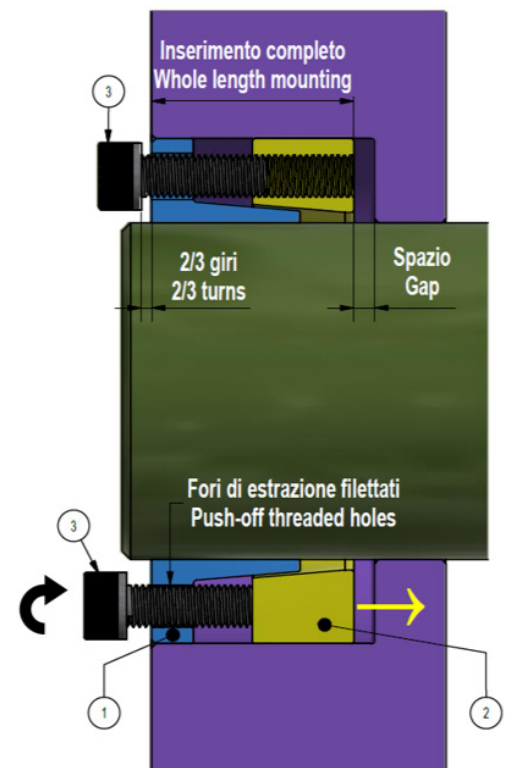 Inserimento completo
Whole length mounting
3
2/3 giri
2/3 turns
Spazio
Gap
Fori di estrazione filettati
Push-off threaded holes
3
1
2